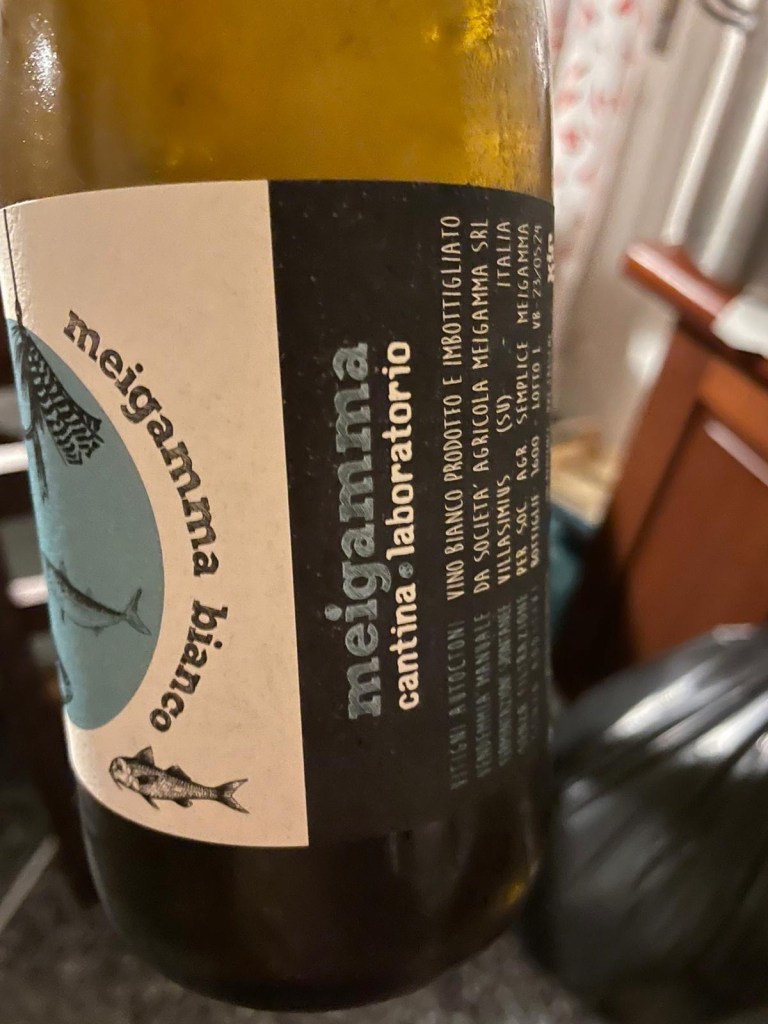 meigamma bianco
meigamma
cantina laboratorio
VITIGNI AUTOCTONI
VENDEMMIA MANUALE
VINO BIANCO PRODOTTO E IMBOTTIGLIATO
DA SOCIETA' AGRICOLA MEIGAMMA SRL
VILLASIMIUS (SU) - ITALIA
PER SOC. AGR. SEMPLICE MEIGAMMA
BOTTIGLIE 1600 - LOTTO L VB-23/0524